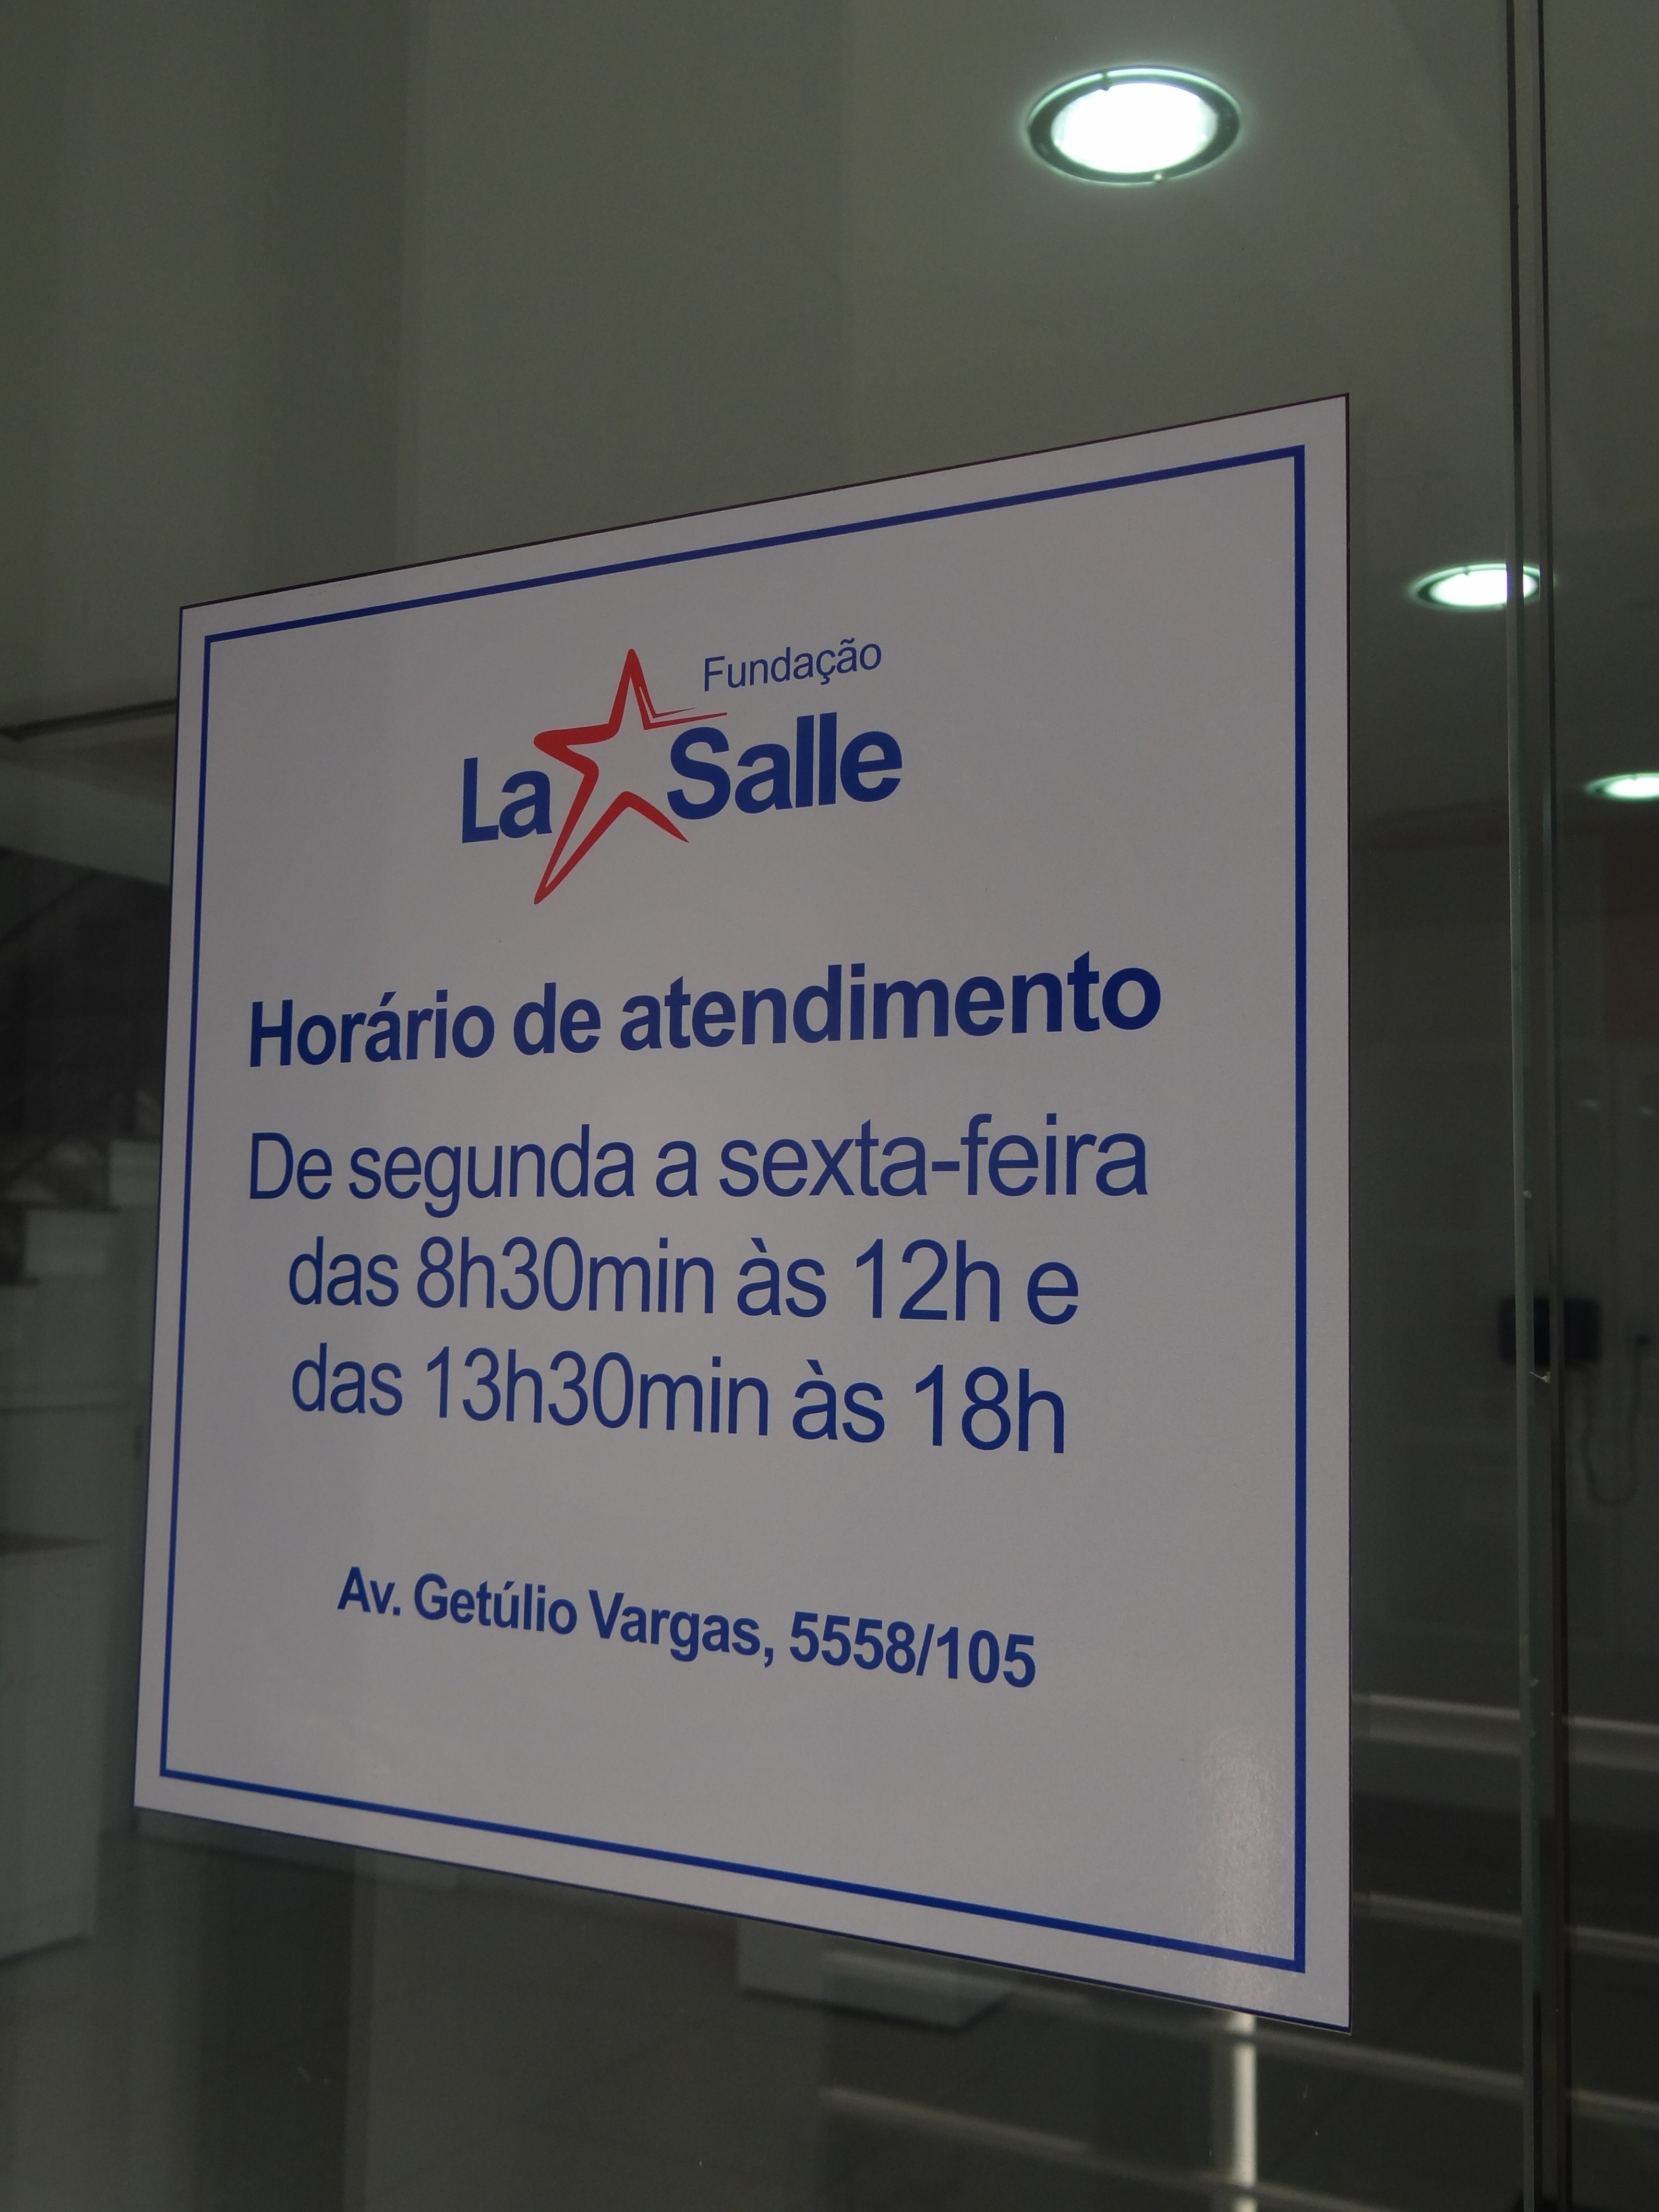 Fundação
La Salle
Horário de atendimento
De segunda a sexta-feira
das 8h30min às 12h e
das 13h30min às 18h
Av. Getúlio Vargas, 5558/105